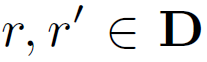 r, r′ ∈ D